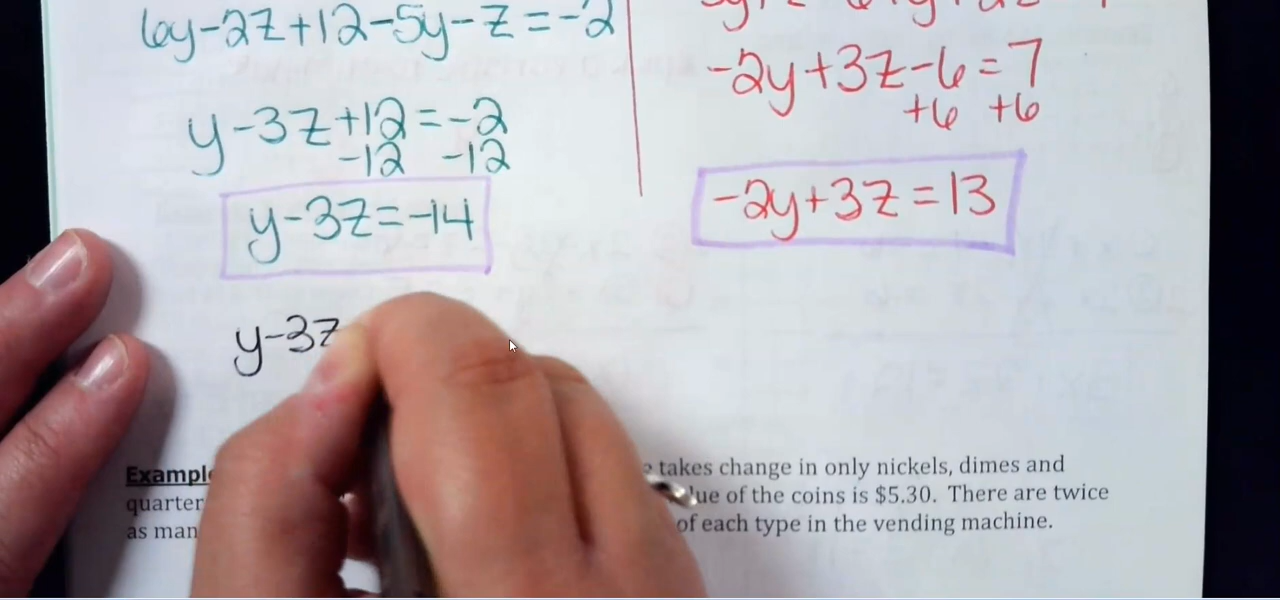 6y-2z+12-5y-z=-2
y-3z+12=-2
-12 -12
y-3z=-14
-2y+3z-6=7
+6 +6
-2y+3z=13
y-3z
Example takes change in only nickels, dimes and
quarter lue of the coins is $5.30. There are twice
as man of each type in the vending machine.